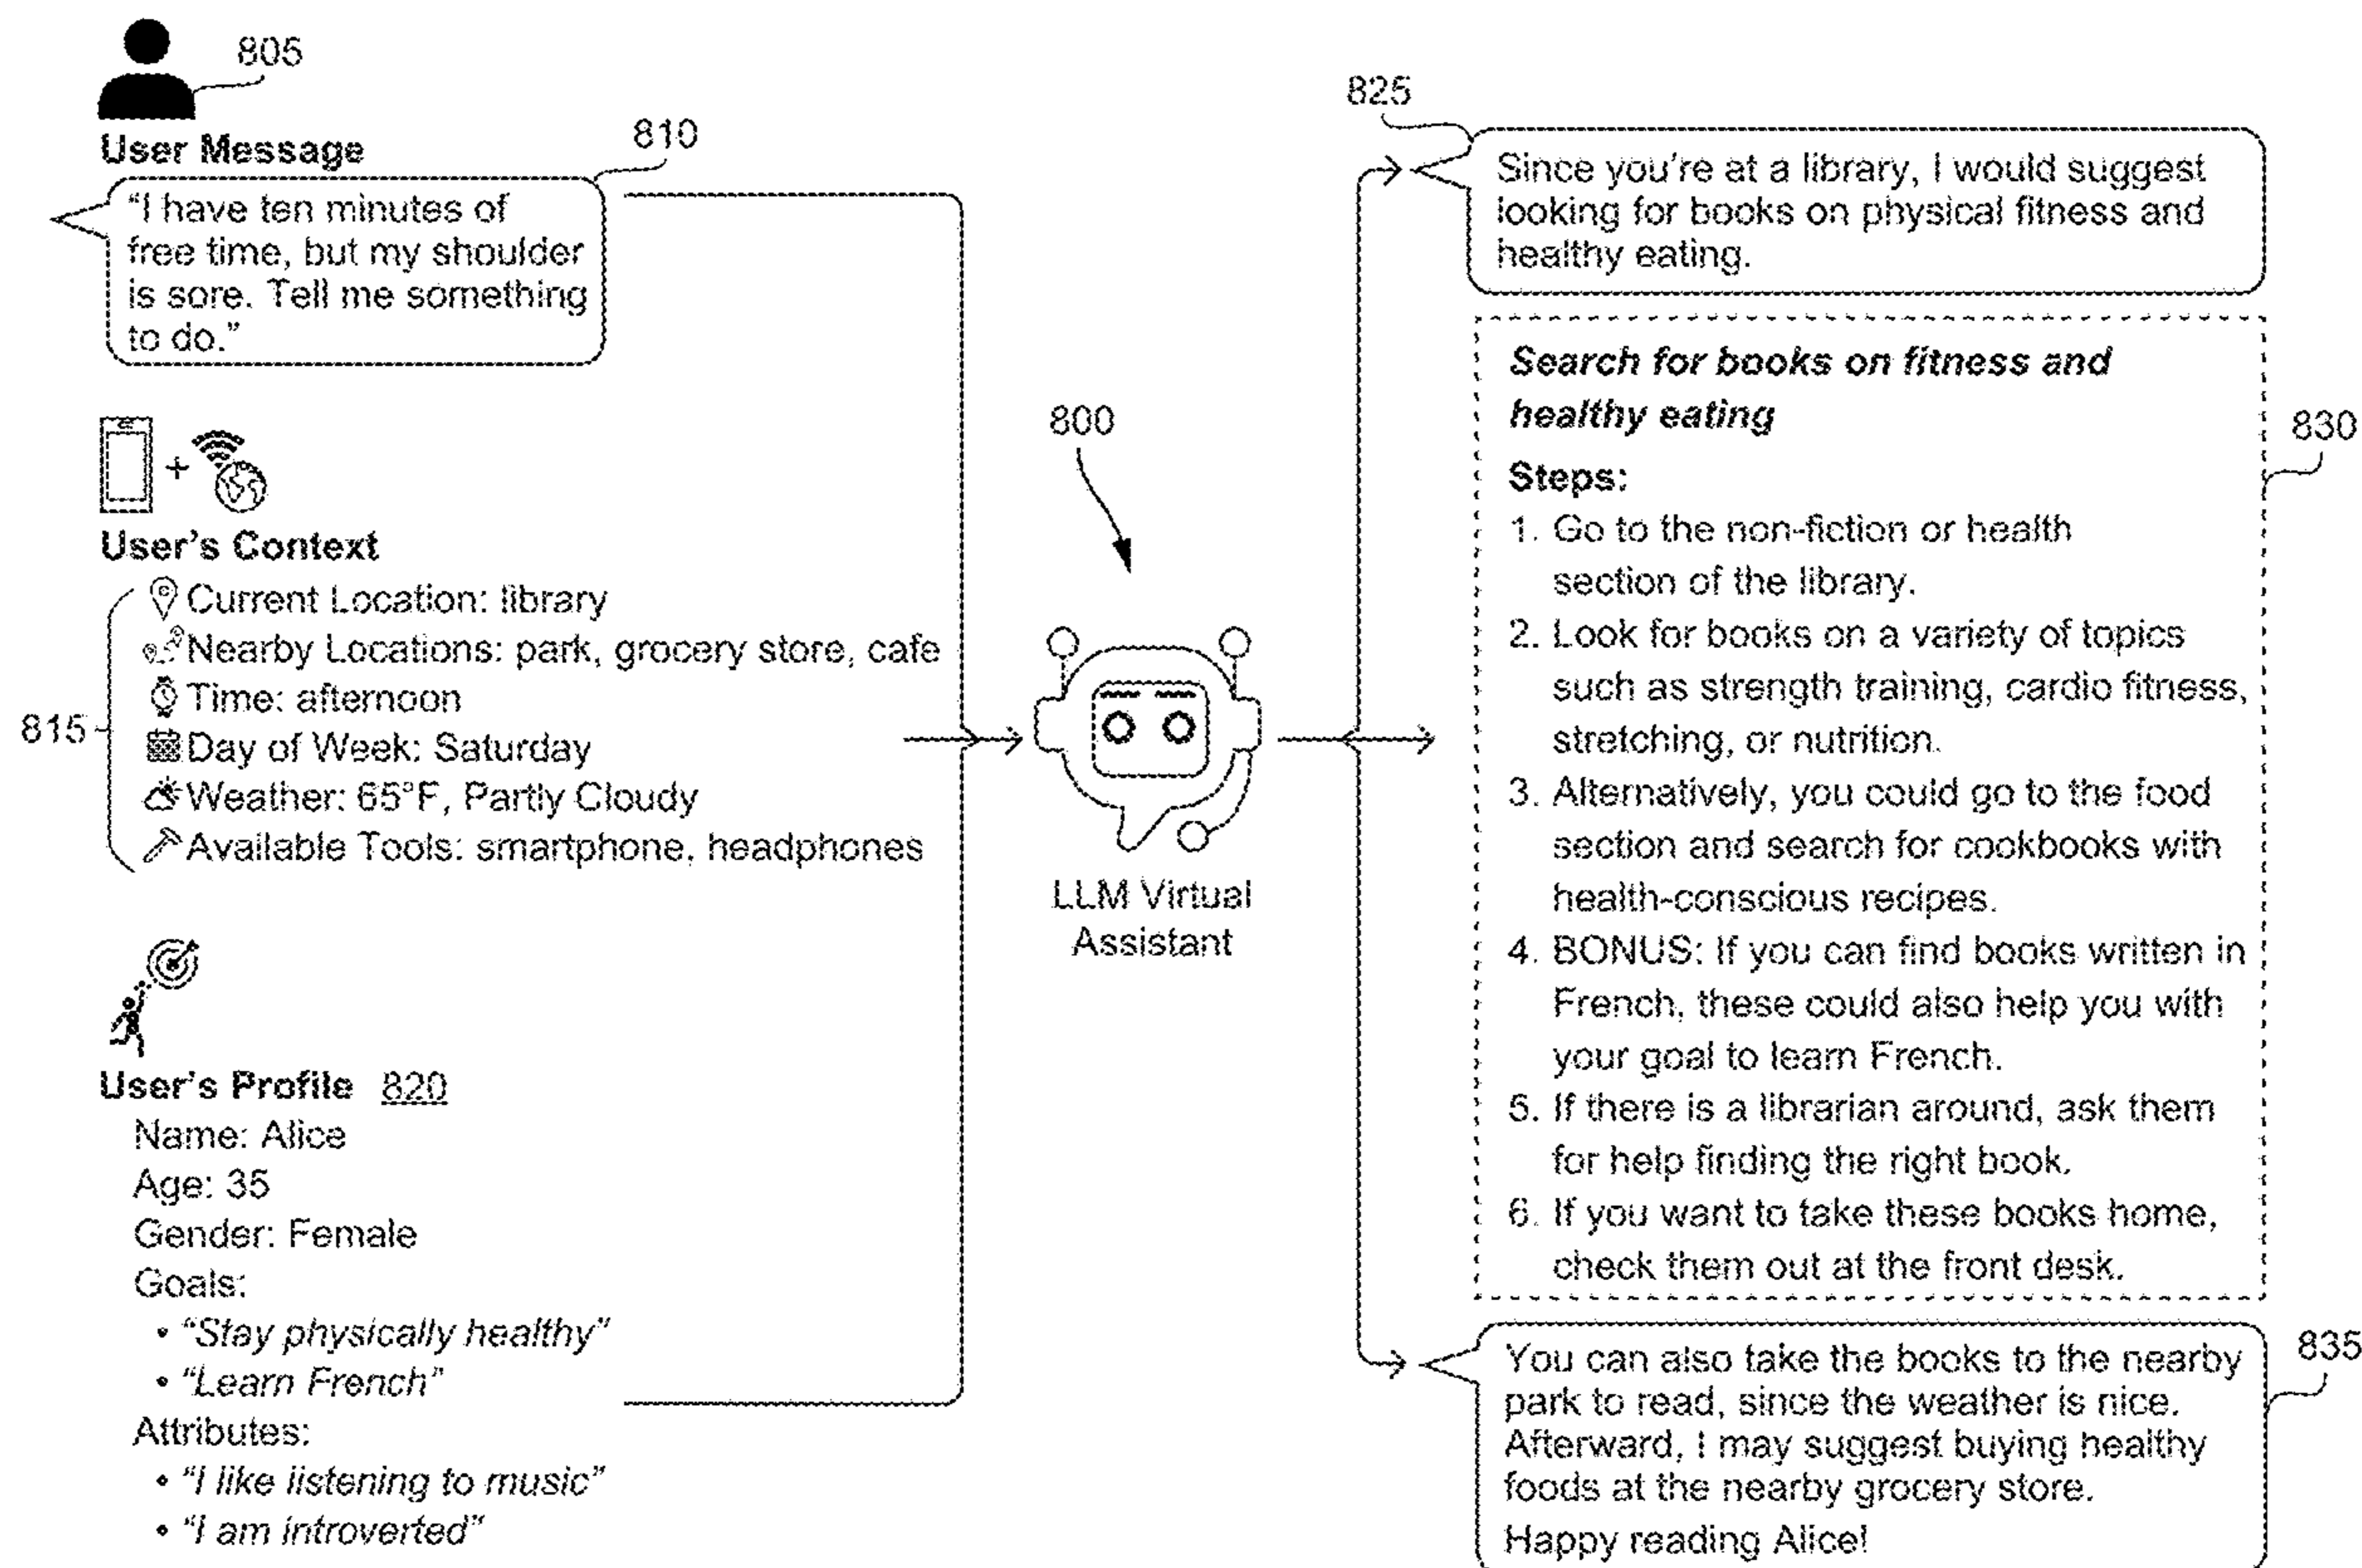 805
User Message
810
“I have ten minutes of
free time, but my shoulder
is sore. Tell me something
to do.”
User's Context
815
Current Location: library
Nearby Locations: park, grocery store, cafe
Time: afternoon
Day of Week: Saturday
Weather: 65°F, Partly Cloudy
Available Tools: smartphone, headphones
User's Profile 820
Name: Alice
Age: 35
Gender: Female
Goals:
• “Stay physically healthy”
• “Learn French”
Attributes:
• “I like listening to music”
• “I am introverted”
800
LLM Virtual
Assistant
825
Since you're at a library, I would suggest
looking for books on physical fitness and
healthy eating.
830
Search for books on fitness and
healthy eating
Steps:
1. Go to the non-fiction or health
section of the library.
2. Look for books on a variety of topics
such as strength training, cardio fitness,
stretching, or nutrition.
3. Alternatively, you could go to the food
section and search for cookbooks with
health-conscious recipes.
4. BONUS: If you can find books written in
French, these could also help you with
your goal to learn French.
5. If there is a librarian around, ask them
for help finding the right book.
6. If you want to take these books home,
check them out at the front desk.
835
You can also take the books to the nearby
park to read, since the weather is nice.
Afterward, I may suggest buying healthy
foods at the nearby grocery store.
Happy reading Alice!